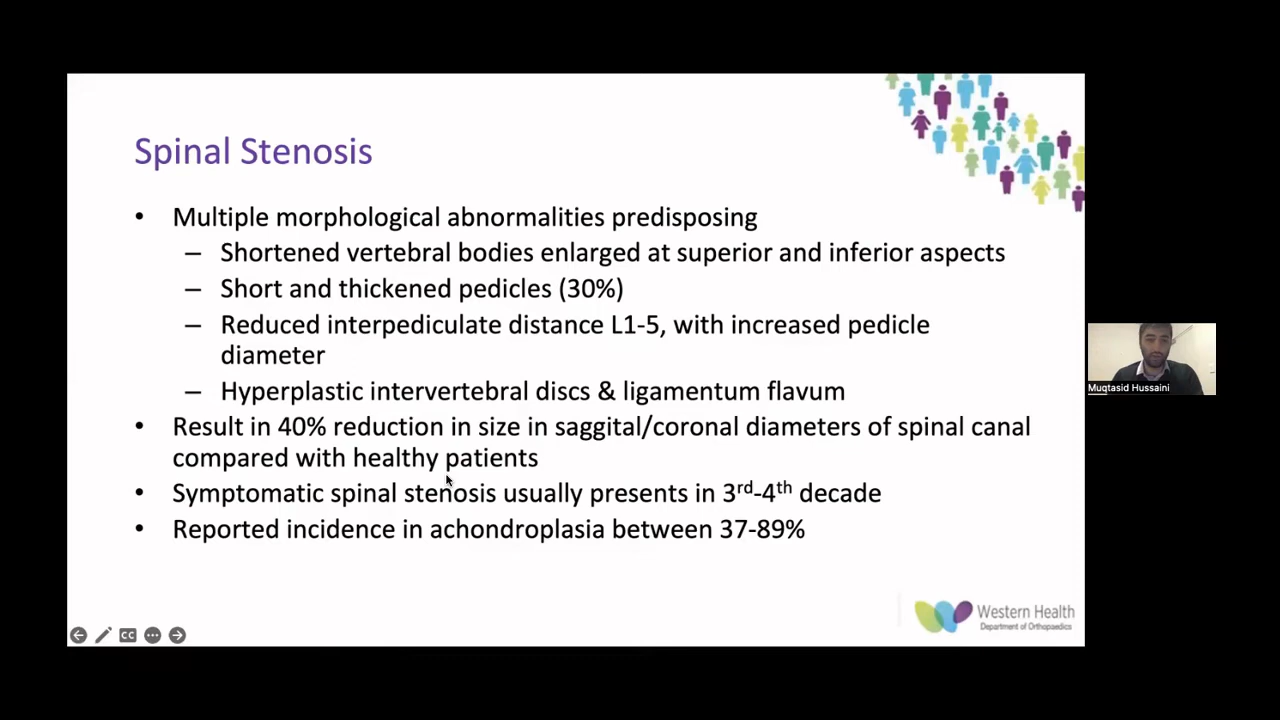 Spinal Stenosis
• Multiple morphological abnormalities predisposing
– Shortened vertebral bodies enlarged at superior and inferior aspects
– Short and thickened pedicles (30%)
– Reduced interpediculate distance L1-5, with increased pedicle
diameter
– Hyperplastic intervertebral discs & ligamentum flavum
• Result in 40% reduction in size in saggital/coronal diameters of spinal canal
compared with healthy patients
• Symptomatic spinal stenosis usually presents in 3rd-4th decade
• Reported incidence in achondroplasia between 37-89%
Muqtasid Hussaini
Western Health
Department of Orthopaedics
CC